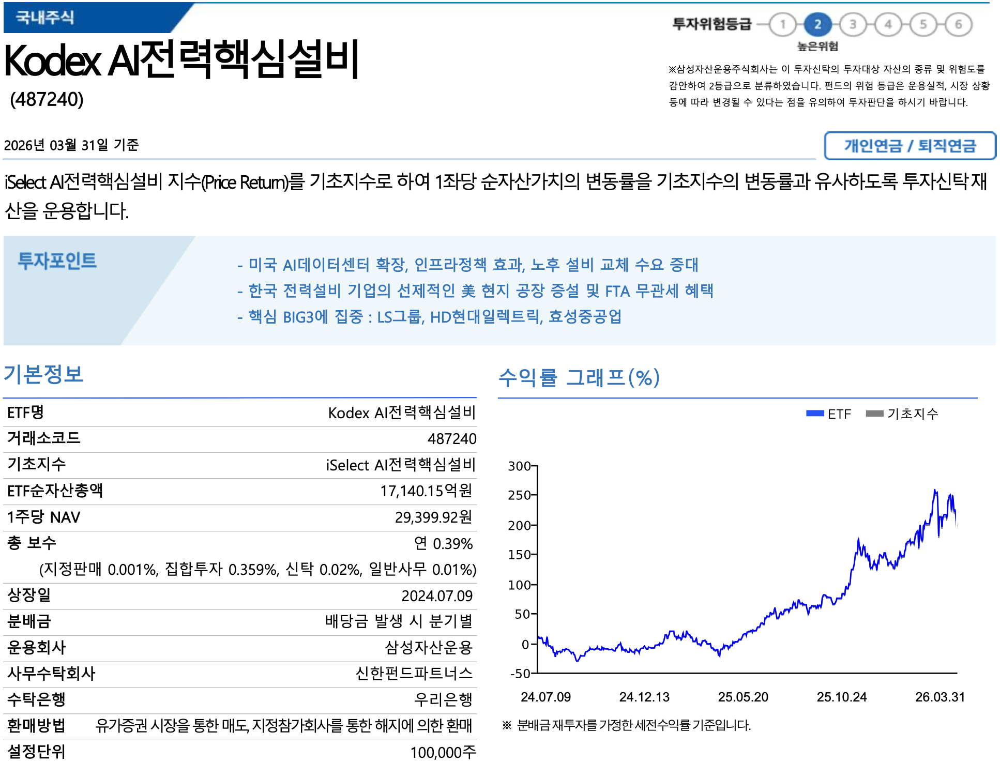 국내주식
투자위험등급 1 2 3 4 5 6
높은위험
Kodex AI전력핵심설비
(487240)
※삼성자산운용주식회사는 이 투자신탁의 투자대상 자산의 종류 및 위험도를
감안하여 2등급으로 분류하였습니다. 펀드의 위험 등급은 운용실적, 시장 상황
등에 따라 변경될 수 있다는 점을 유의하여 투자판단을 하시기 바랍니다.
2026년 03월 31일 기준
개인연금 / 퇴직연금
iSelect AI전력핵심설비 지수(Price Return)를 기초지수로 하여 1좌당 순자산가치의 변동률을 기초지수의 변동률과 유사하도록 투자신탁재
산을 운용합니다.
투자포인트
- 미국 AI데이터센터 확장, 인프라정책 효과, 노후 설비 교체 수요 증대
- 한국 전력설비 기업의 선제적인 美 현지 공장 증설 및 FTA 무관세 혜택
- 핵심 BIG3에 집중 : LS그룹, HD현대일렉트릭, 효성중공업
기본정보
ETF명 Kodex AI전력핵심설비
거래소코드 487240
기초지수 iSelect AI전력핵심설비
ETF순자산총액 17,140.15억원
1주당 NAV 29,399.92원
총 보수 연 0.39%
(지정판매 0.001%, 집합투자 0.359%, 신탁 0.02%, 일반사무 0.01%)
상장일 2024.07.09
분배금 배당금 발생 시 분기별
운용회사 삼성자산운용
사무수탁회사 신한펀드파트너스
수탁은행 우리은행
환매방법 유가증권 시장을 통한 매도, 지정참가회사를 통한 해지에 의한 환매
설정단위 100,000주
수익률 그래프(%)
ETF 기초지수
300
250
200
150
100
50
0
-50
24.07.09 24.12.13 25.05.20 25.10.24 26.03.31
※ 분배금 재투자를 가정한 세전수익률 기준입니다.